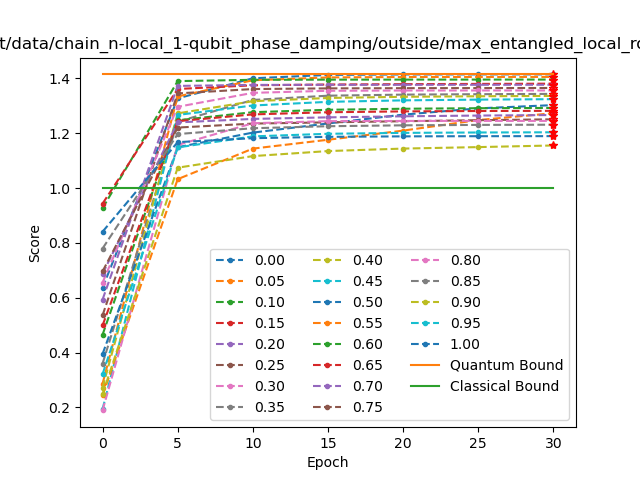 t/data/chain_n-local_1-qubit_phase_damping/outside/max_entangled_local_r
Score
1.4
1.2
1.0
0.8
0.6
0.4
0.2
0.00 0.40 0.80
0.05 0.45 0.85
0.10 0.50 0.90
0.15 0.55 0.95
0.20 0.60 1.00
0.25 0.65 Quantum Bound
0.30 0.70 Classical Bound
0.35 0.75
0 5 10 15 20 25 30
Epoch